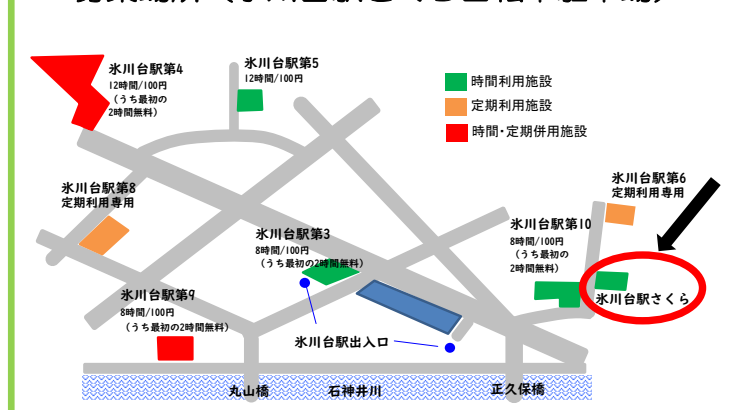 氷川台駅第4
12時間/100円
（うち最初の
2時間無料）
氷川台駅第5
12時間/100円
時間利用施設
定期利用施設
時間・定期併用施設
氷川台駅第8
定期利用専用
氷川台駅第6
定期利用専用
氷川台駅第3
8時間/100円
（うち最初の2時間無料）
氷川台駅第10
8時間/100円
（うち最初の
2時間無料）
氷川台駅さくら
氷川台駅第9
8時間/100円
（うち最初の2時間無料）
氷川台駅出入口
丸山橋
石神井川
正久保橋